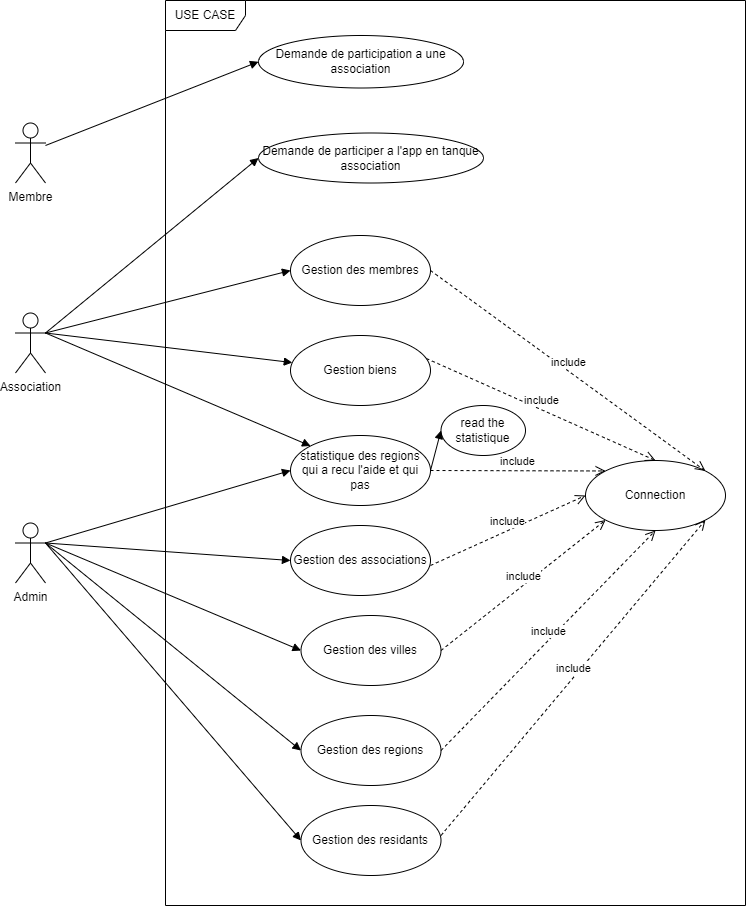 USE CASE
Demande de participation a une
association
Membre
Demande de participer a l'app en tanque
association
Gestion des membres
Association
include
Gestion biens
include
read the
statistique
statistique des regions
qui a recu l'aide et qui
pas
include
Connection
Admin
Gestion des associations
include
Gestion des villes
include
include
Gestion des regions
include
Gestion des residants